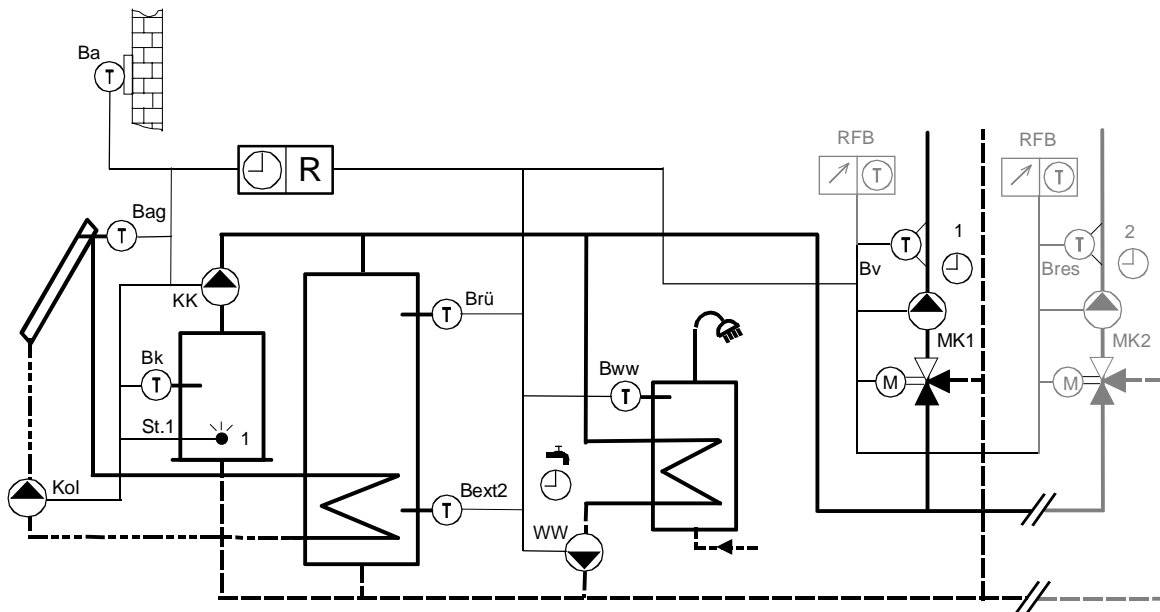 Ba
T
RFB
RFB
R
T
T
Bag
T
T
1
T
2
Bv
Bres
KK
Brü
T
MK1
MK2
Bk
T
Bww
T
M
M
St.1
1
Kol
Bext2
T
WW